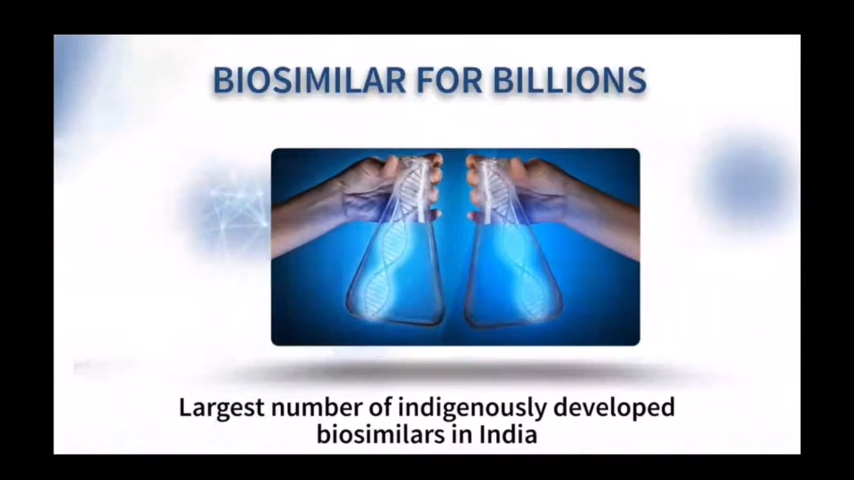 BIOSIMILAR FOR BILLIONS
Largest number of indigenously developed
biosimilars in India